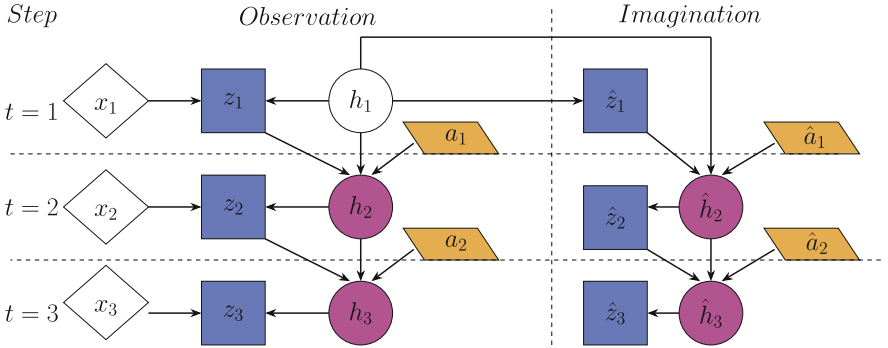 Step Observation Imagination
t = 1 x₁ z₁ h₁ ẑ₁
a₁ â₁
t = 2 x₂ z₂ h₂ ẑ₂ ĥ₂
a₂ â₂
t = 3 x₃ z₃ h₃ ẑ₃ ĥ₃